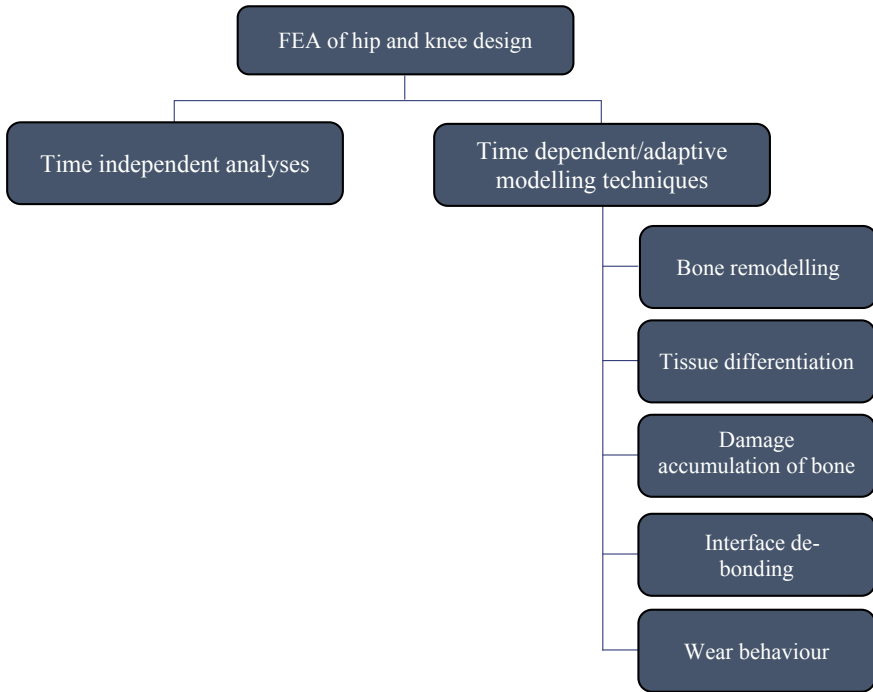 FEA of hip and knee design
Time independent analyses
Time dependent/adaptive
modelling techniques
Bone remodelling
Tissue differentiation
Damage
accumulation of bone
Interface de-
bonding
Wear behaviour